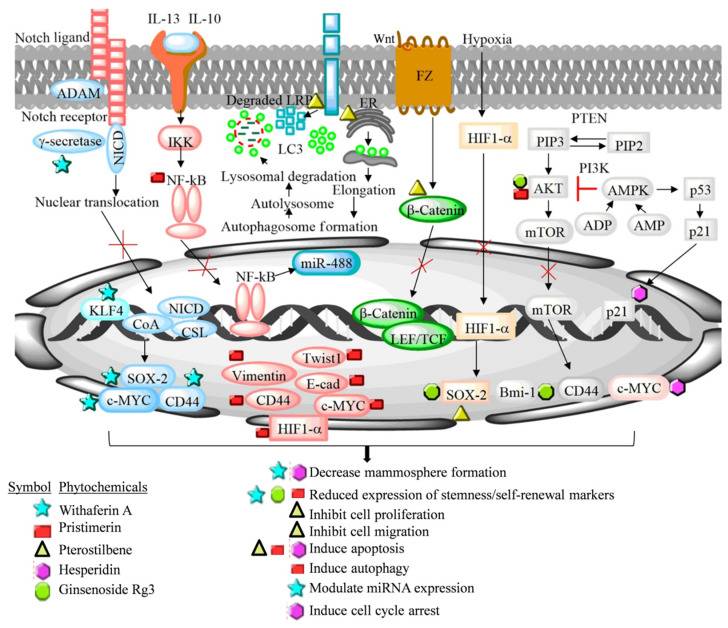 IL-13 IL-10
Notch ligand
Wnt
Hypoxia
FZ
ADAM
Degraded LRP
ER
Notch receptor
PTEN
γ-secretase
NICD
IKK
LC3
HIF1-α
PIP3
PIP2
PI3K
NF-kB
Lysosomal degradation
AKT
AMPK
p53
Nuclear translocation
Autolysosome
Elongation
β-Catenin
Autophagosome formation
mTOR
ADP
AMP
p21
miR-488
NF-kB
KLF4
NICD
CoA
CSL
β-Catenin
LEF/TCF
HIF1-α
mTOR
p21
SOX-2
c-MYC
CD44
Twist1
Vimentin
E-cad
CD44
c-MYC
HIF1-α
SOX-2
Bmi-1
CD44
c-MYC
Symbol Phytochemicals
Withaferin A
Pristimerin
Pterostilbene
Hesperidin
Ginsenoside Rg3
Decrease mammosphere formation
Reduced expression of stemness/self-renewal markers
Inhibit cell proliferation
Inhibit cell migration
Induce apoptosis
Induce autophagy
Modulate miRNA expression
Induce cell cycle arest